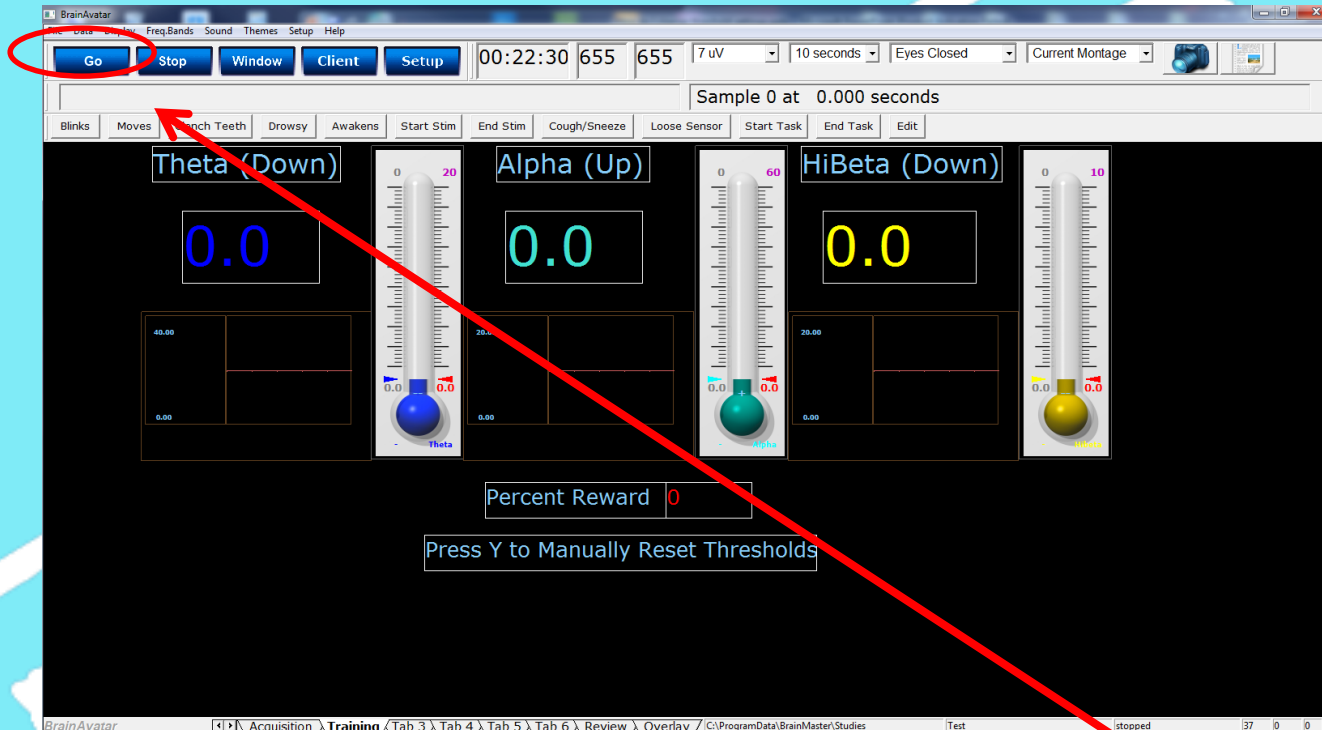 BrainAvatar
File Data Display Freq.Bands Sound Themes Setup Help
Go Stop Window Client Setup 00:22:30 655 655 7 uV 10 seconds Eyes Closed Current Montage
Sample 0 at 0.000 seconds
Blinks Moves Teeth Drowsy Awakens Start Stim End Stim Cough/Sneeze Loose Sensor Start Task End Task Edit
Theta (Down) 0 20 Alpha (Up) 0 60 HiBeta (Down) 0 10
0.0 0.0 0.0
40.00 20.00 20.00
0.0 0.0 0.0 0.0 0.0 0.0
0.00 0.00 0.00
- Theta - Alpha - HiBeta
Percent Reward 0
Press Y to Manually Reset Thresholds
BrainAvatar Acquisition Training Tab 3 Tab 4 Tab 5 Tab 6 Review Overlay C:\ProgramData\BrainMaster\Studies Test stopped 37 0 0